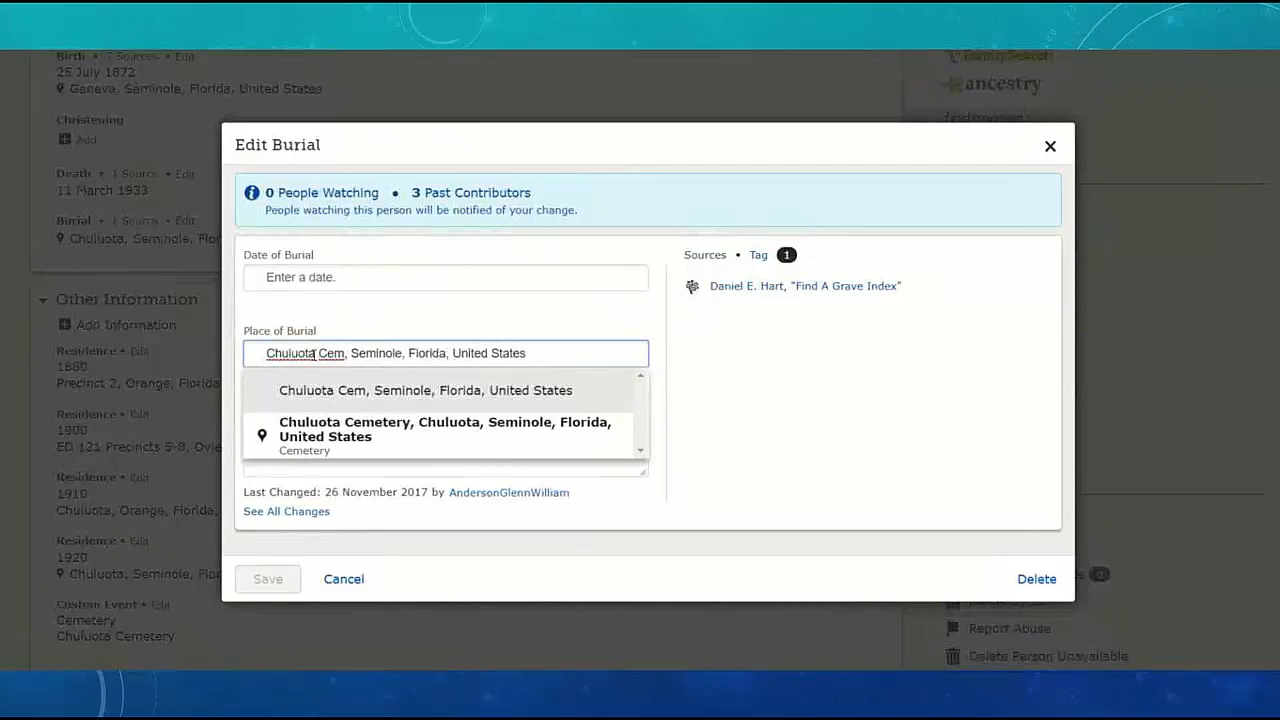 Birth • 7 Sources • Edit
25 July 1872
Geneva, Seminole, Florida, United States
Christening
Add
Death • 1 Source • Edit
11 March 1933
Burial • 1 Source • Edit
Chuluota, Seminole, Flor
Other Information
Add Information
Residence • Edit
1880
Precinct 2, Orange, Florida
Residence • Edit
1900
ED 121 Precincts 5-8, Ovie
Residence • Edit
1910
Chuluota, Orange, Florida,
Residence • Edit
1920
Chuluota, Seminole, Flor
Custom Event • Edit
Cemetery
Chuluota Cemetery
Edit Burial
0 People Watching • 3 Past Contributors
People watching this person will be notified of your change.
Date of Burial
Enter a date.
Place of Burial
Chuluota Cem, Seminole, Florida, United States
Chuluota Cem, Seminole, Florida, United States
Chuluota Cemetery, Chuluota, Seminole, Florida,
United States
Cemetery
Last Changed: 26 November 2017 by AndersonGlennWilliam
See All Changes
Sources • Tag 1
Daniel E. Hart, "Find A Grave Index"
Save
Cancel
Delete
FamilySearch
ancestry
findmypast
0
Report Abuse
Delete Person Unavailable